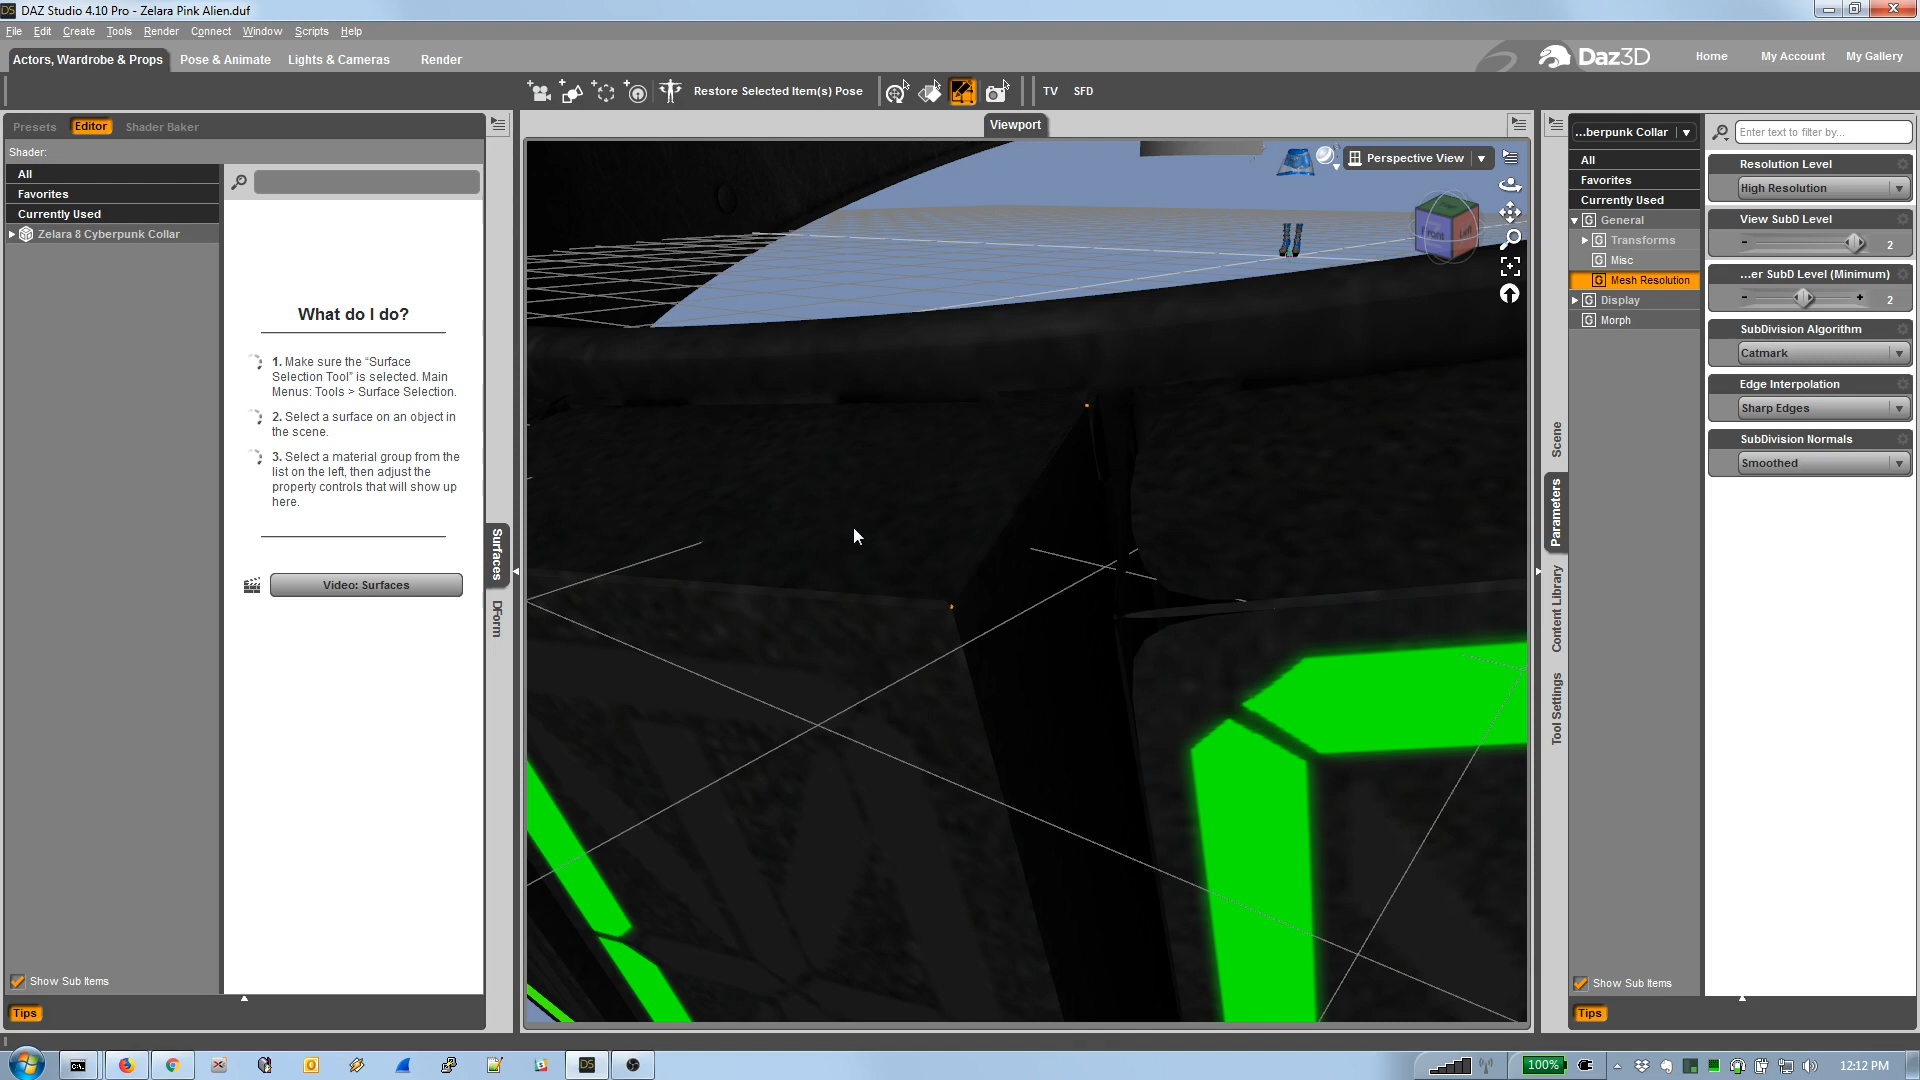 DAZ Studio 4.10 Pro - Zelara Pink Alien.duf
File Edit Create Tools Render Connect Window Scripts Help
Actors, Wardrobe & Props Pose & Animate Lights & Cameras Render
Daz3D Home My Account My Gallery
Restore Selected Item(s) Pose TV SFD
Presets Editor Shader Baker
Shader:
All
Favorites
Currently Used
Zelara 8 Cyberpunk Collar
What do I do?
1. Make sure the “Surface
Selection Tool” is selected. Main
Menus: Tools > Surface Selection.
2. Select a surface on an object in
the scene.
3. Select a material group from the
list on the left, then adjust the
property controls that will show up
here.
Video: Surfaces
Show Sub Items
Tips
Surfaces
DForm
Viewport
Perspective View
Front
Left
Scene
Parameters
Content Library
Tool Settings
...berpunk Collar
All
Favorites
Currently Used
General
Transforms
Misc
Mesh Resolution
Display
Morph
Show Sub Items
Tips
Enter text to filter by...
Resolution Level
High Resolution
View SubD Level
2
...er SubD Level (Minimum)
2
SubDivision Algorithm
Catmark
Edge Interpolation
Sharp Edges
SubDivision Normals
Smoothed
100%
12:12 PM